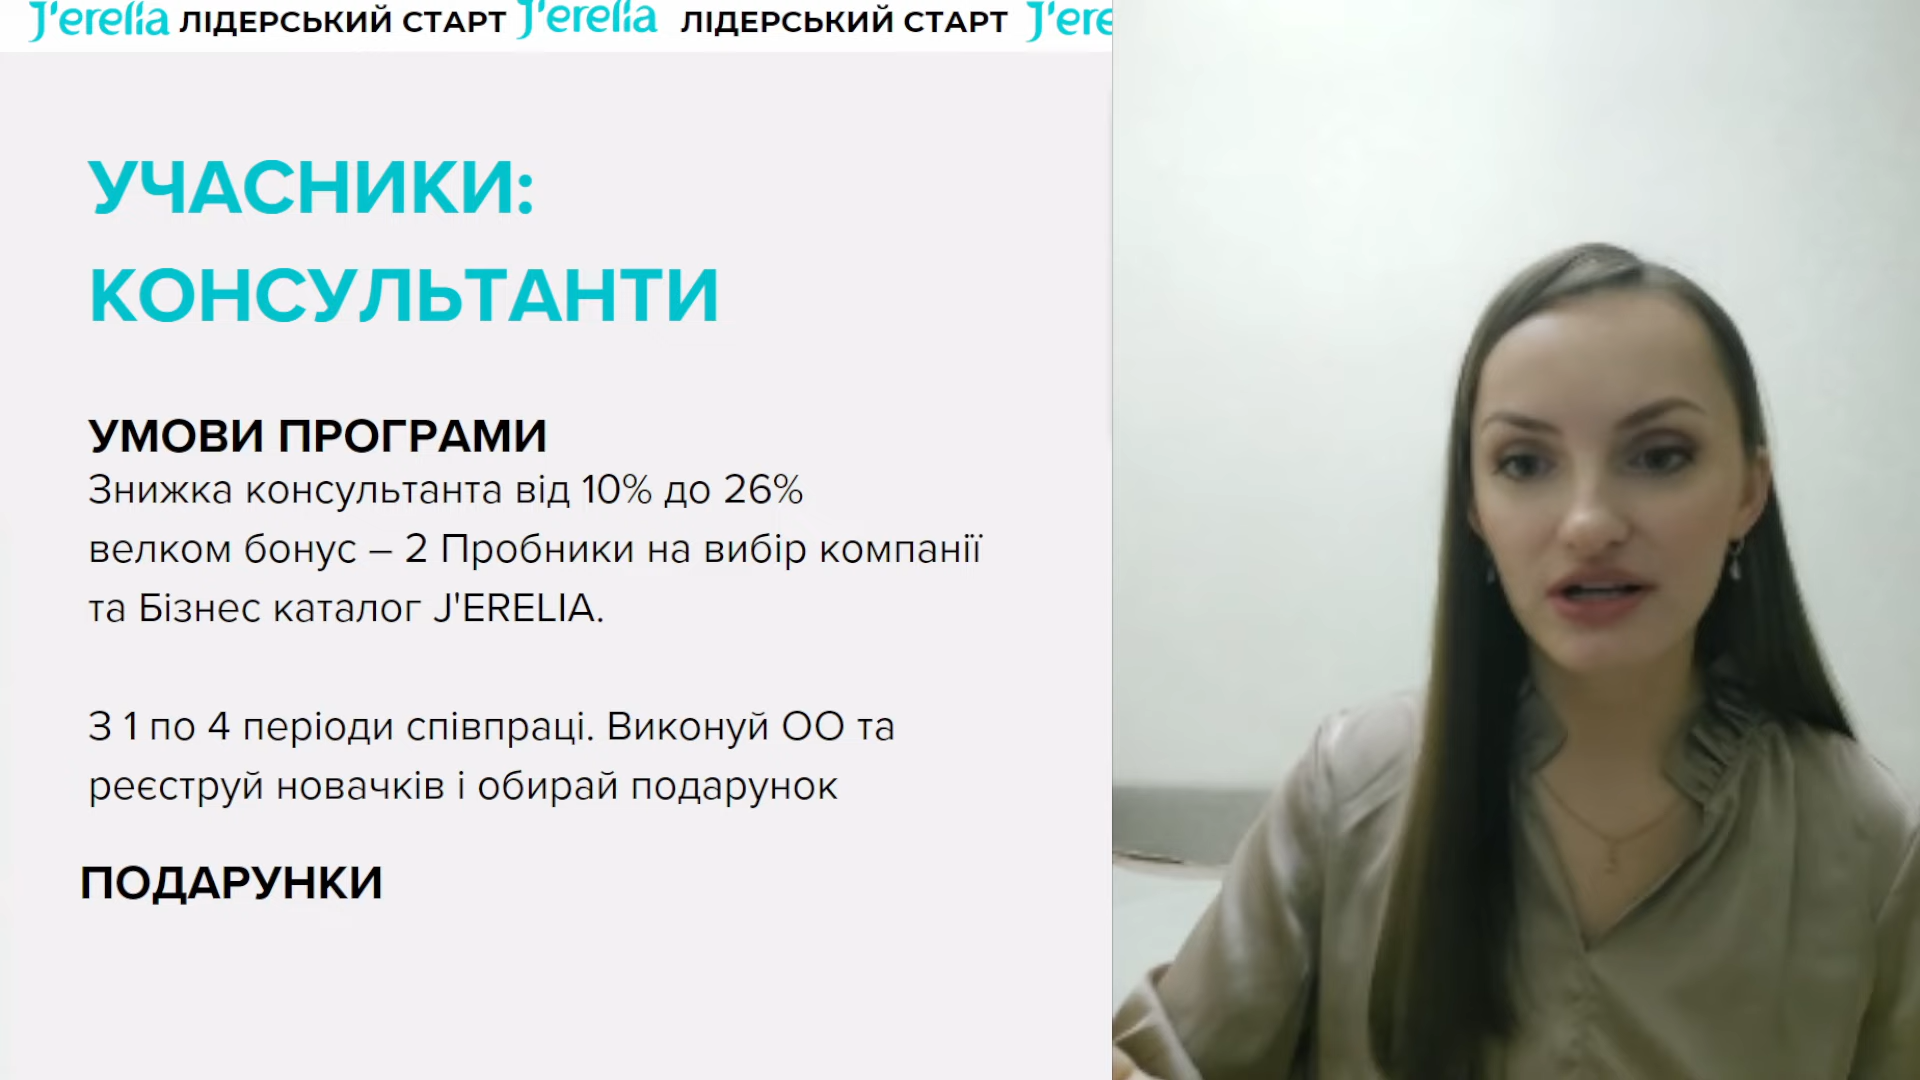 J'erelia ЛІДЕРСЬКИЙ СТАРТ J'erelia ЛІДЕРСЬКИЙ СТАРТ J'ere
УЧАСНИКИ:
КОНСУЛЬТАНТИ
УМОВИ ПРОГРАМИ
Знижка консультанта від 10% до 26%
велком бонус – 2 Пробники на вибір компанії
та Бізнес каталог J'ERELIA.
З 1 по 4 періоди співпраці. Виконуй ОО та
реєструй новачків і обирай подарунок
ПОДАРУНКИ